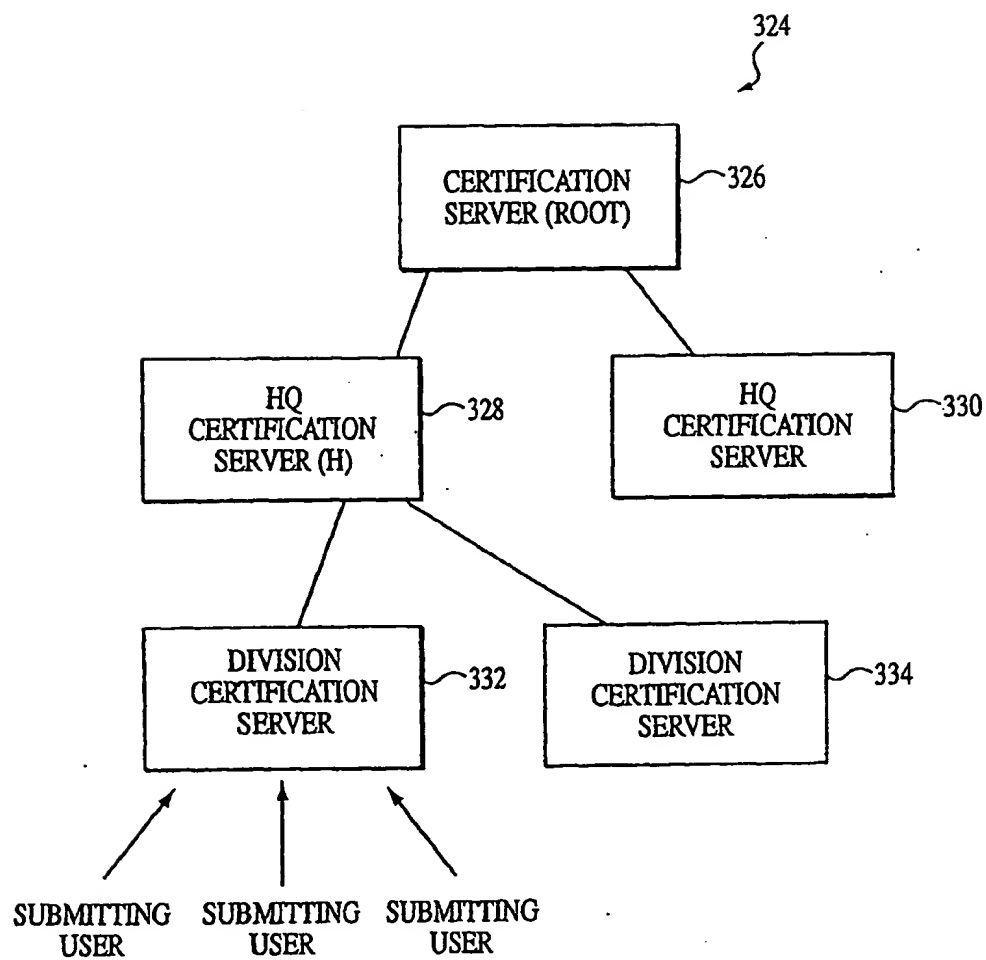 324
CERTIFICATION
SERVER (ROOT)
326
HQ
CERTIFICATION
SERVER (H)
328
HQ
CERTIFICATION
SERVER
330
DIVISION
CERTIFICATION
SERVER
332
DIVISION
CERTIFICATION
SERVER
334
SUBMITTING
USER
SUBMITTING
USER
SUBMITTING
USER